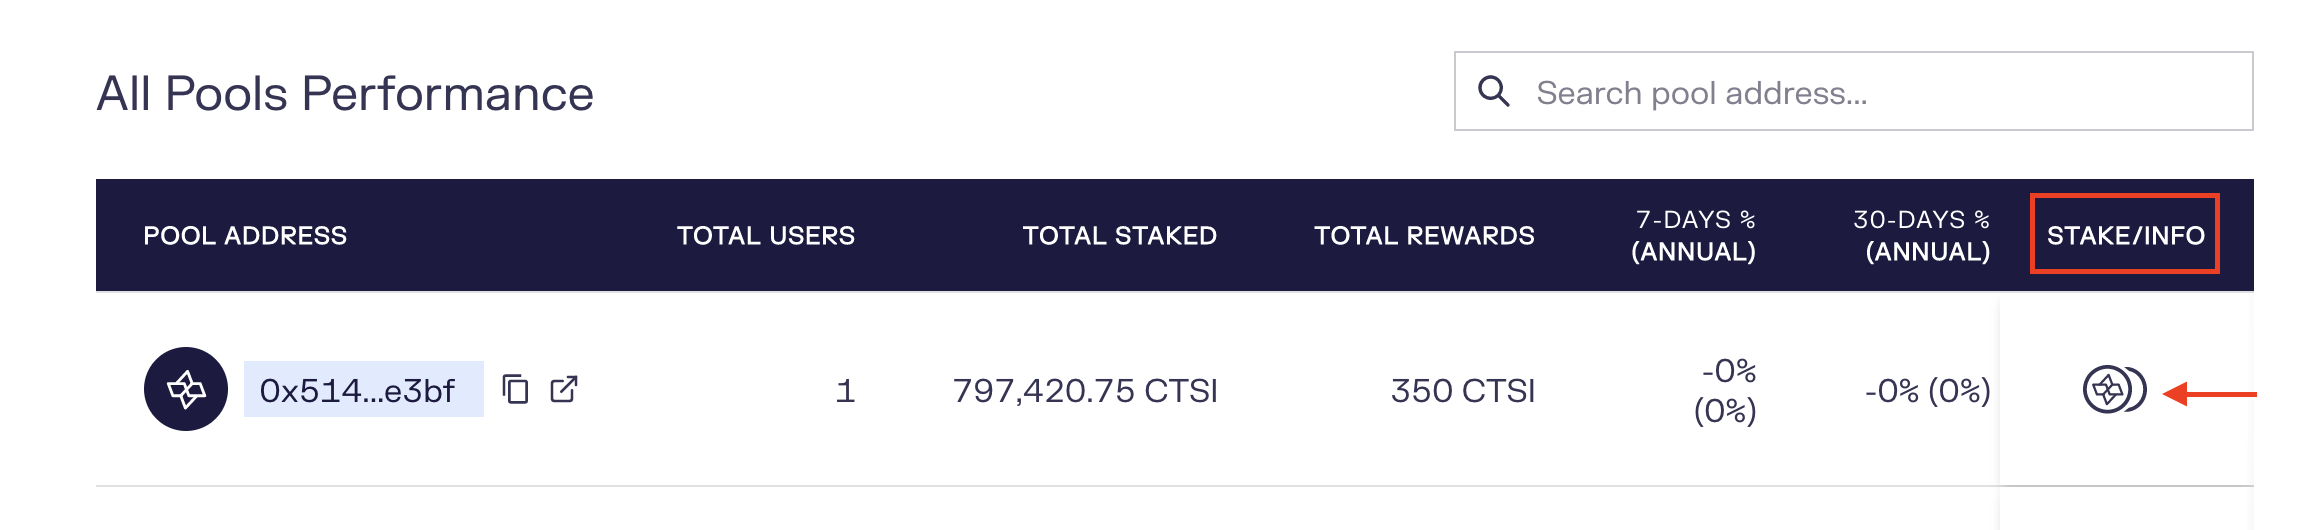 All Pools Performance
Search pool address...
POOL ADDRESS TOTAL USERS TOTAL STAKED TOTAL REWARDS 7-DAYS % (ANNUAL) 30-DAYS % (ANNUAL) STAKE/INFO
0x514...e3bf 1 797,420.75 CTSI 350 CTSI -0% (0%) -0% (0%)